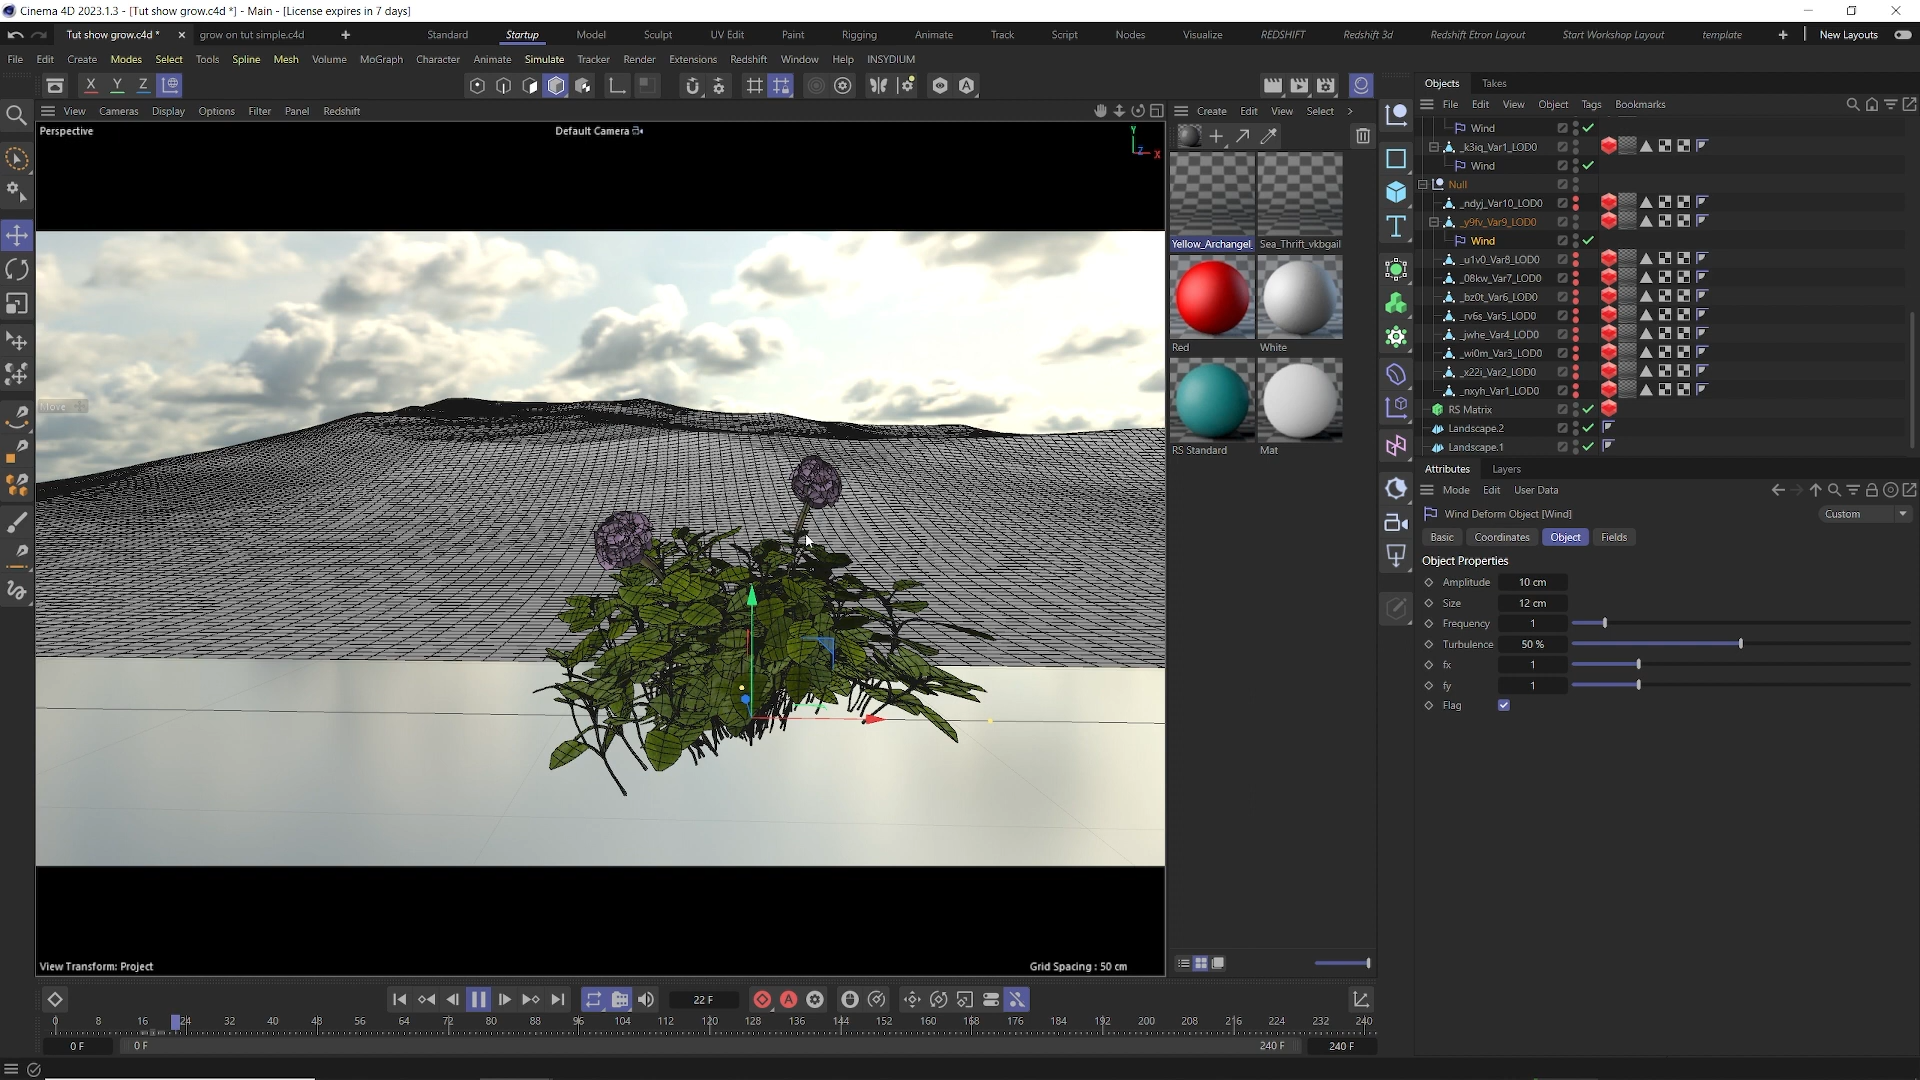 Cinema 4D 2023.1.3 - [Tut show grow.c4d *] - Main - [License expires in 7 days]
Tut show grow.c4d * grow on tut simple.c4d Standard Startup Model Sculpt UV Edit Paint Rigging Animate Track Script Nodes Visualize REDSHIFT Redshift 3d Redshift Etron Layout Start Workshop Layout template New Layouts
File Edit Create Modes Select Tools Spline Mesh Volume MoGraph Character Animate Simulate Tracker Render Extensions Redshift Window Help INSYDIUM
X Y Z
Objects Takes
View Cameras Display Options Filter Panel Redshift
Create Edit View Select
File Edit View Object Tags Bookmarks
Perspective
Default Camera
Y
X
Z
Move
Yellow_Archangel_
Sea_Thrift_vkbgail
Red
White
RS Standard
Mat
Wind
_k3iq_Var1_LOD0
Wind
Null
_ndyj_Var10_LOD0
_y9fv_Var9_LOD0
Wind
_u1v0_Var8_LOD0
_08kw_Var7_LOD0
_bz0t_Var6_LOD0
_rv6s_Var5_LOD0
_jwhe_Var4_LOD0
_wi0m_Var3_LOD0
_x22i_Var2_LOD0
_nxyh_Var1_LOD0
RS Matrix
Landscape.2
Landscape.1
Attributes Layers
Mode Edit User Data
Wind Deform Object [Wind]
Custom
Basic Coordinates Object Fields
Object Properties
Amplitude 10 cm
Size 12 cm
Frequency 1
Turbulence 50 %
fx 1
fy 1
Flag
View Transform: Project
Grid Spacing : 50 cm
22 F
0 8 16 24 32 40 48 56 64 72 80 88 96 104 112 120 128 136 144 152 160 168 176 184 192 200 208 216 224 232 240
0 F 0 F 240 F 240 F